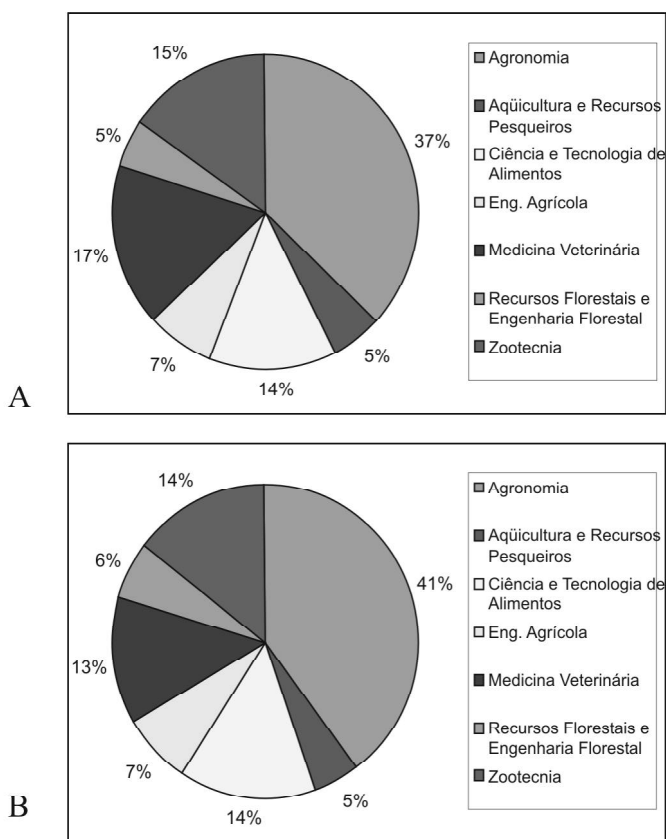 15%
Agronomia
5%
37%
Aqüicultura e Recursos
Pesqueiros
Ciência e Tecnologia de
Alimentos
Eng. Agrícola
17%
Medicina Veterinária
Recursos Florestais e
Engenharia Florestal
7%
5%
Zootecnia
14%
A
14%
Agronomia
6%
41%
Aqüicultura e Recursos
Pesqueiros
Ciência e Tecnologia de
Alimentos
Eng. Agrícola
13%
Medicina Veterinária
Recursos Florestais e
Engenharia Florestal
7%
5%
Zootecnia
14%
B